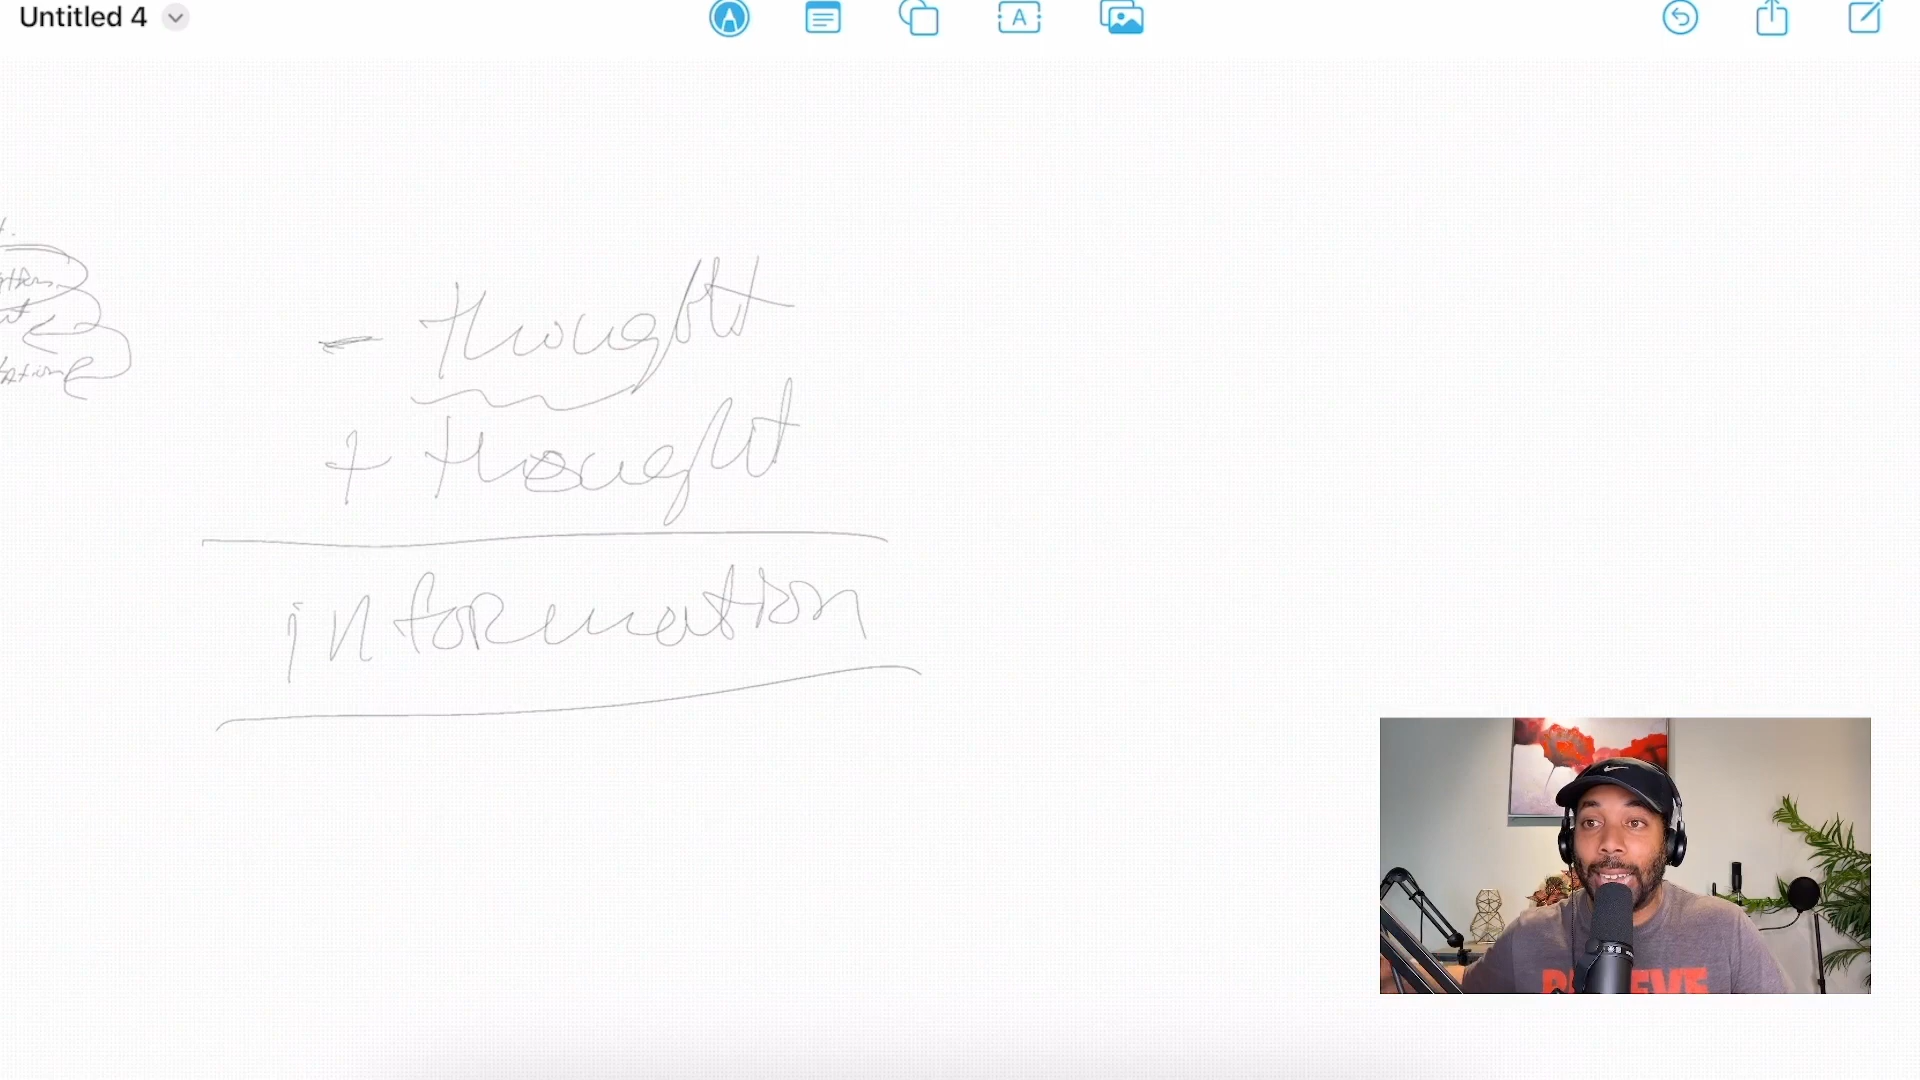 Untitled 4
A
- thought
+ thought
information